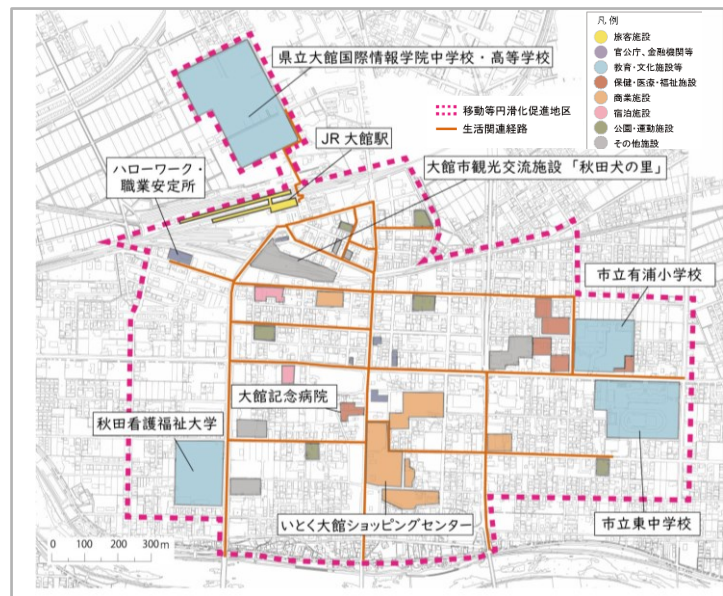 凡例
旅客施設
官公庁、金融機関等
教育・文化施設等
保健・医療・福祉施設
商業施設
宿泊施設
公園・運動施設
その他施設
県立大館国際情報学院中学校・高等学校
移動等円滑化促進地区
生活関連経路
JR 大館駅
ハローワーク・
職業安定所
大館市観光交流施設 「秋田犬の里」
市立有浦小学校
大館記念病院
秋田看護福祉大学
いとく大館ショッピングセンター
市立東中学校
0 100 200 300m